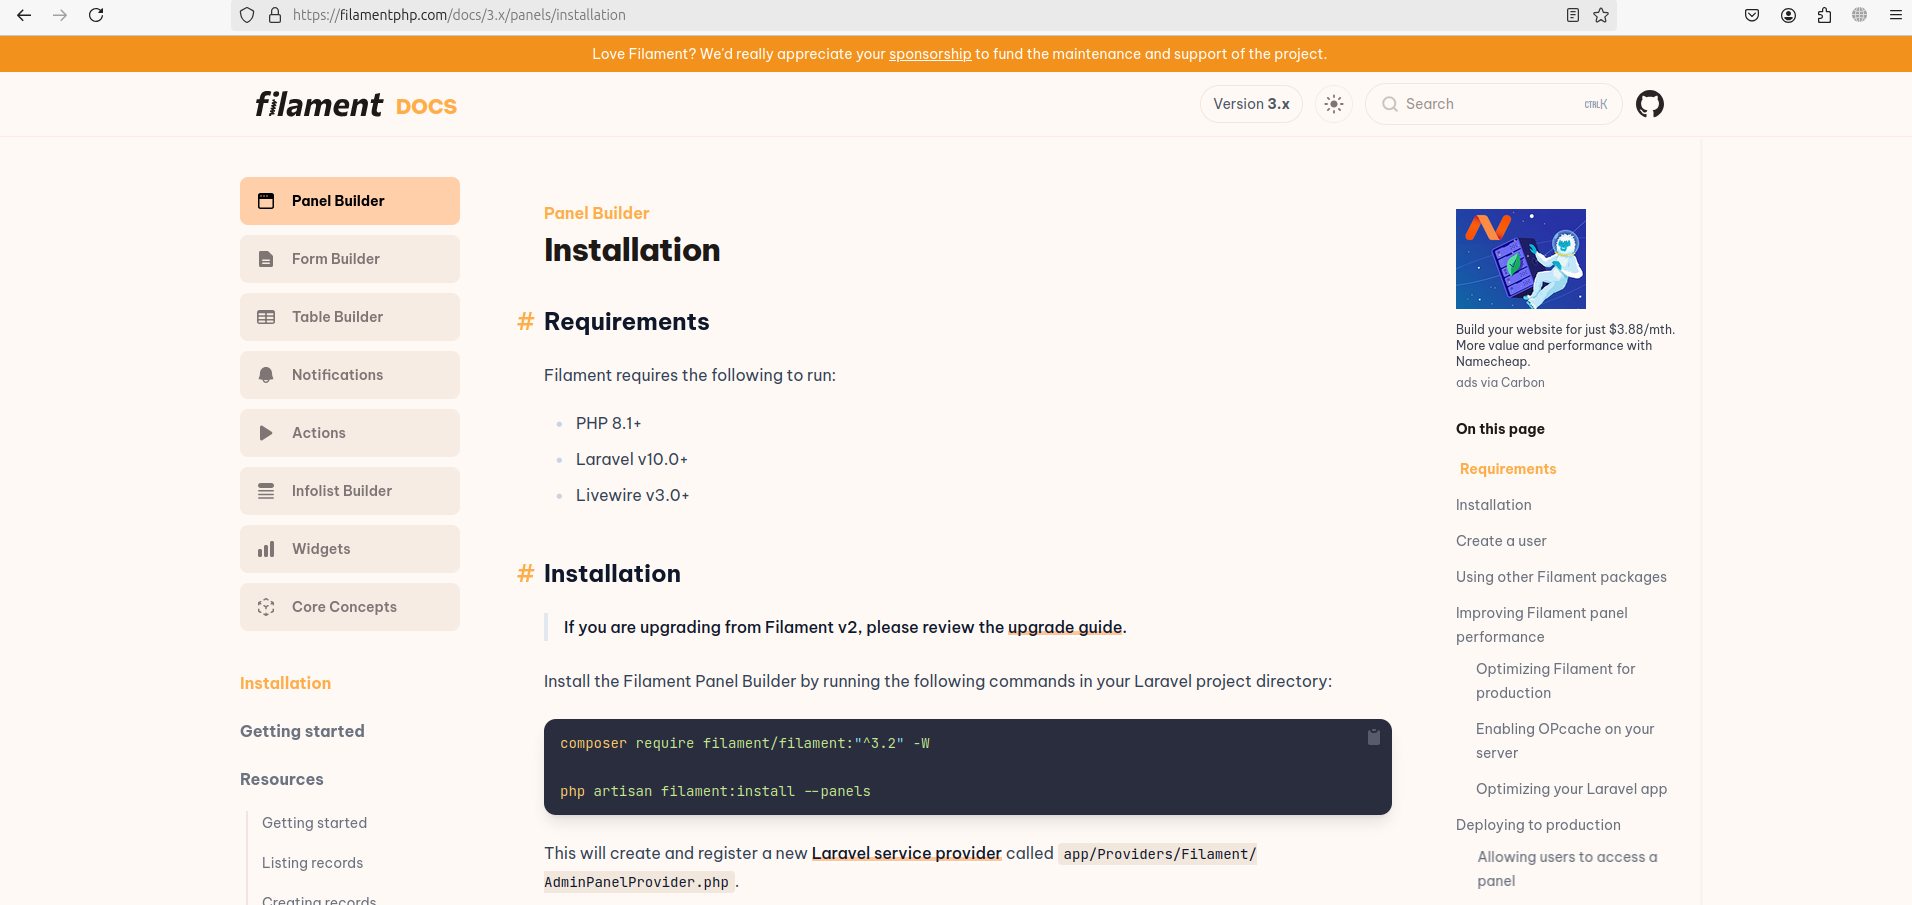 https://filamentphp.com/docs/3.x/panels/installation
Love Filament? We'd really appreciate your sponsorship to fund the maintenance and support of the project.
filament DOCS
Version 3.x
Search
CTRL K
Panel Builder
Form Builder
Table Builder
Notifications
Actions
Infolist Builder
Widgets
Core Concepts
Installation
Getting started
Resources
Getting started
Listing records
Creating records
Panel Builder
Installation
# Requirements
Filament requires the following to run:
PHP 8.1+
Laravel v10.0+
Livewire v3.0+
# Installation
If you are upgrading from Filament v2, please review the upgrade guide.
Install the Filament Panel Builder by running the following commands in your Laravel project directory:
composer require filament/filament:"^3.2" -W
php artisan filament:install --panels
This will create and register a new Laravel service provider called app/Providers/Filament/
AdminPanelProvider.php .
Build your website for just $3.88/mth.
More value and performance with
Namecheap.
ads via Carbon
On this page
Requirements
Installation
Create a user
Using other Filament packages
Improving Filament panel
performance
Optimizing Filament for
production
Enabling OPcache on your
server
Optimizing your Laravel app
Deploying to production
Allowing users to access a
panel